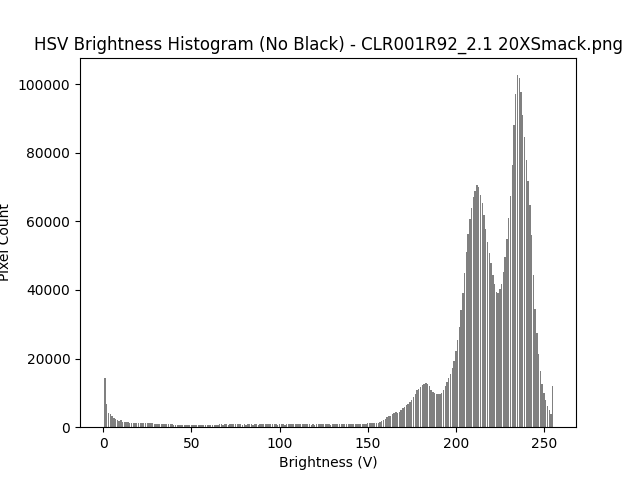 HSV Brightness Histogram (No Black) - CLR001R92_2.1 20XSmack.png
100000
80000
60000
40000
20000
0
Pixel Count
0 50 100 150 200 250
Brightness (V)